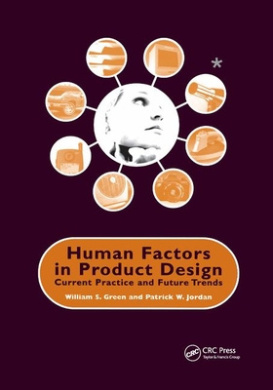 Human Factors
in Product Design
Current Practice and Future Trends
William S. Green and Patrick W. Jordan
CRC
CRC Press
Taylor & Francis Group